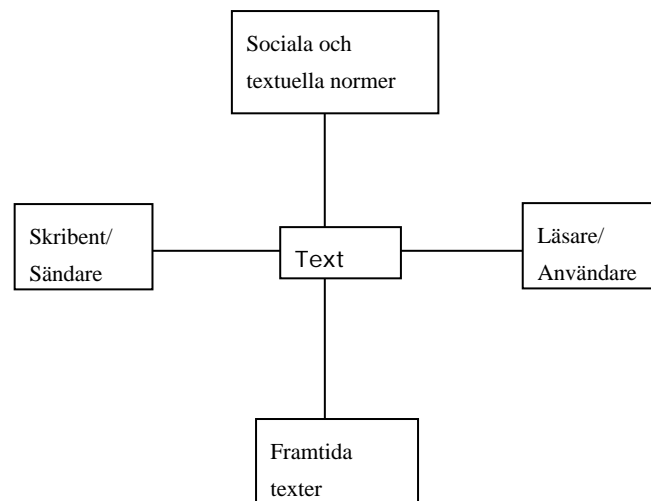 Sociala och
textuella normer
Skribent/
Sändare
Text
Läsare/
Användare
Framtida
texter